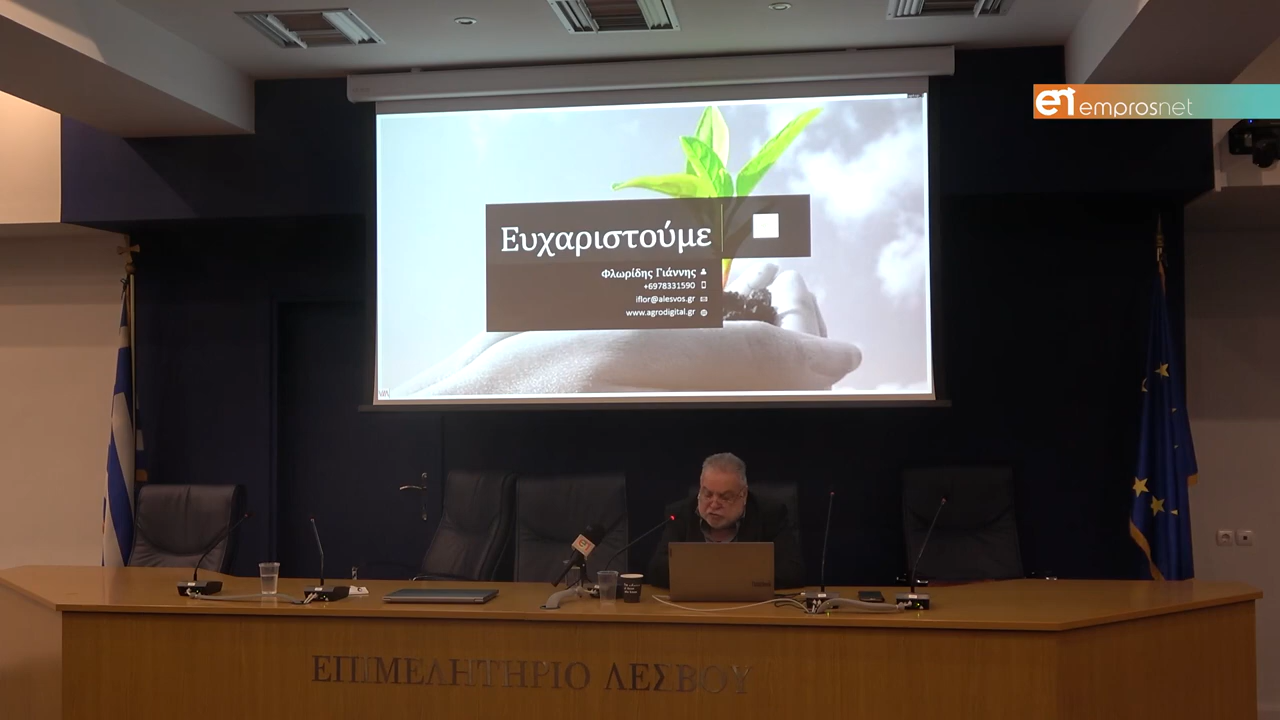 emprosnet
Ευχαριστούμε
Φλωρίδης Γιάννης
+6978331590
iflor@alesvos.gr
www.agrodigital.gr
ΕΠΙΜΕΛΗΤΗΡΙΟ ΛΕΣΒΟΥ